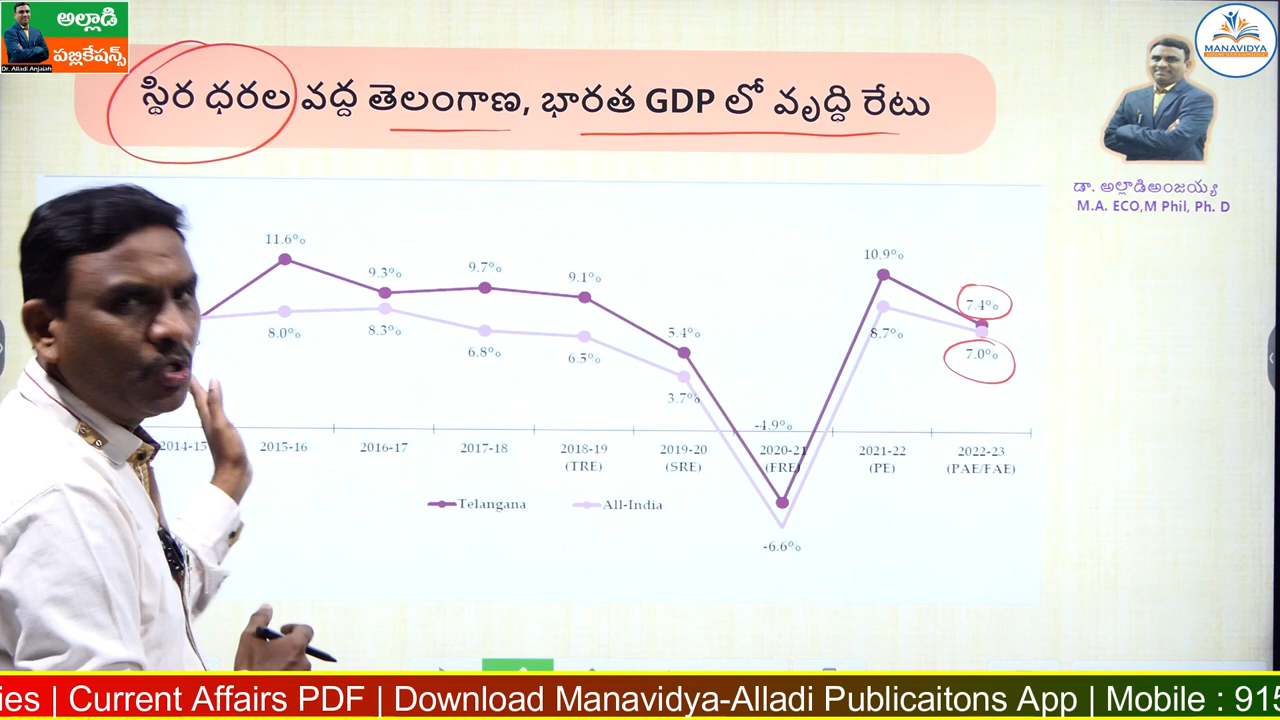 అల్లాడి
పబ్లికేషన్స్
Dr. Alladi Anjaiah
MANAVIDYA
స్థిర ధరల వద్ద తెలంగాణ, భారత GDP లో వృద్ది రేటు
డా. అల్లాడి అంజయ్య
M.A. ECO,M Phil, Ph. D
11.6%
9.3%
9.7%
9.1%
5.4%
-4.9%
10.9%
7.4%
8.0%
8.3%
6.8%
6.5%
3.7%
-6.6%
8.7%
7.0%
2014-15
2015-16
2016-17
2017-18
2018-19
(TRE)
2019-20
(SRE)
2020-21
(FRE)
2021-22
(PE)
2022-23
(PAE/FAE)
Telangana
All-India
ies | Current Affairs PDF | Download Manavidya-Alladi Publicaitons App | Mobile : 915